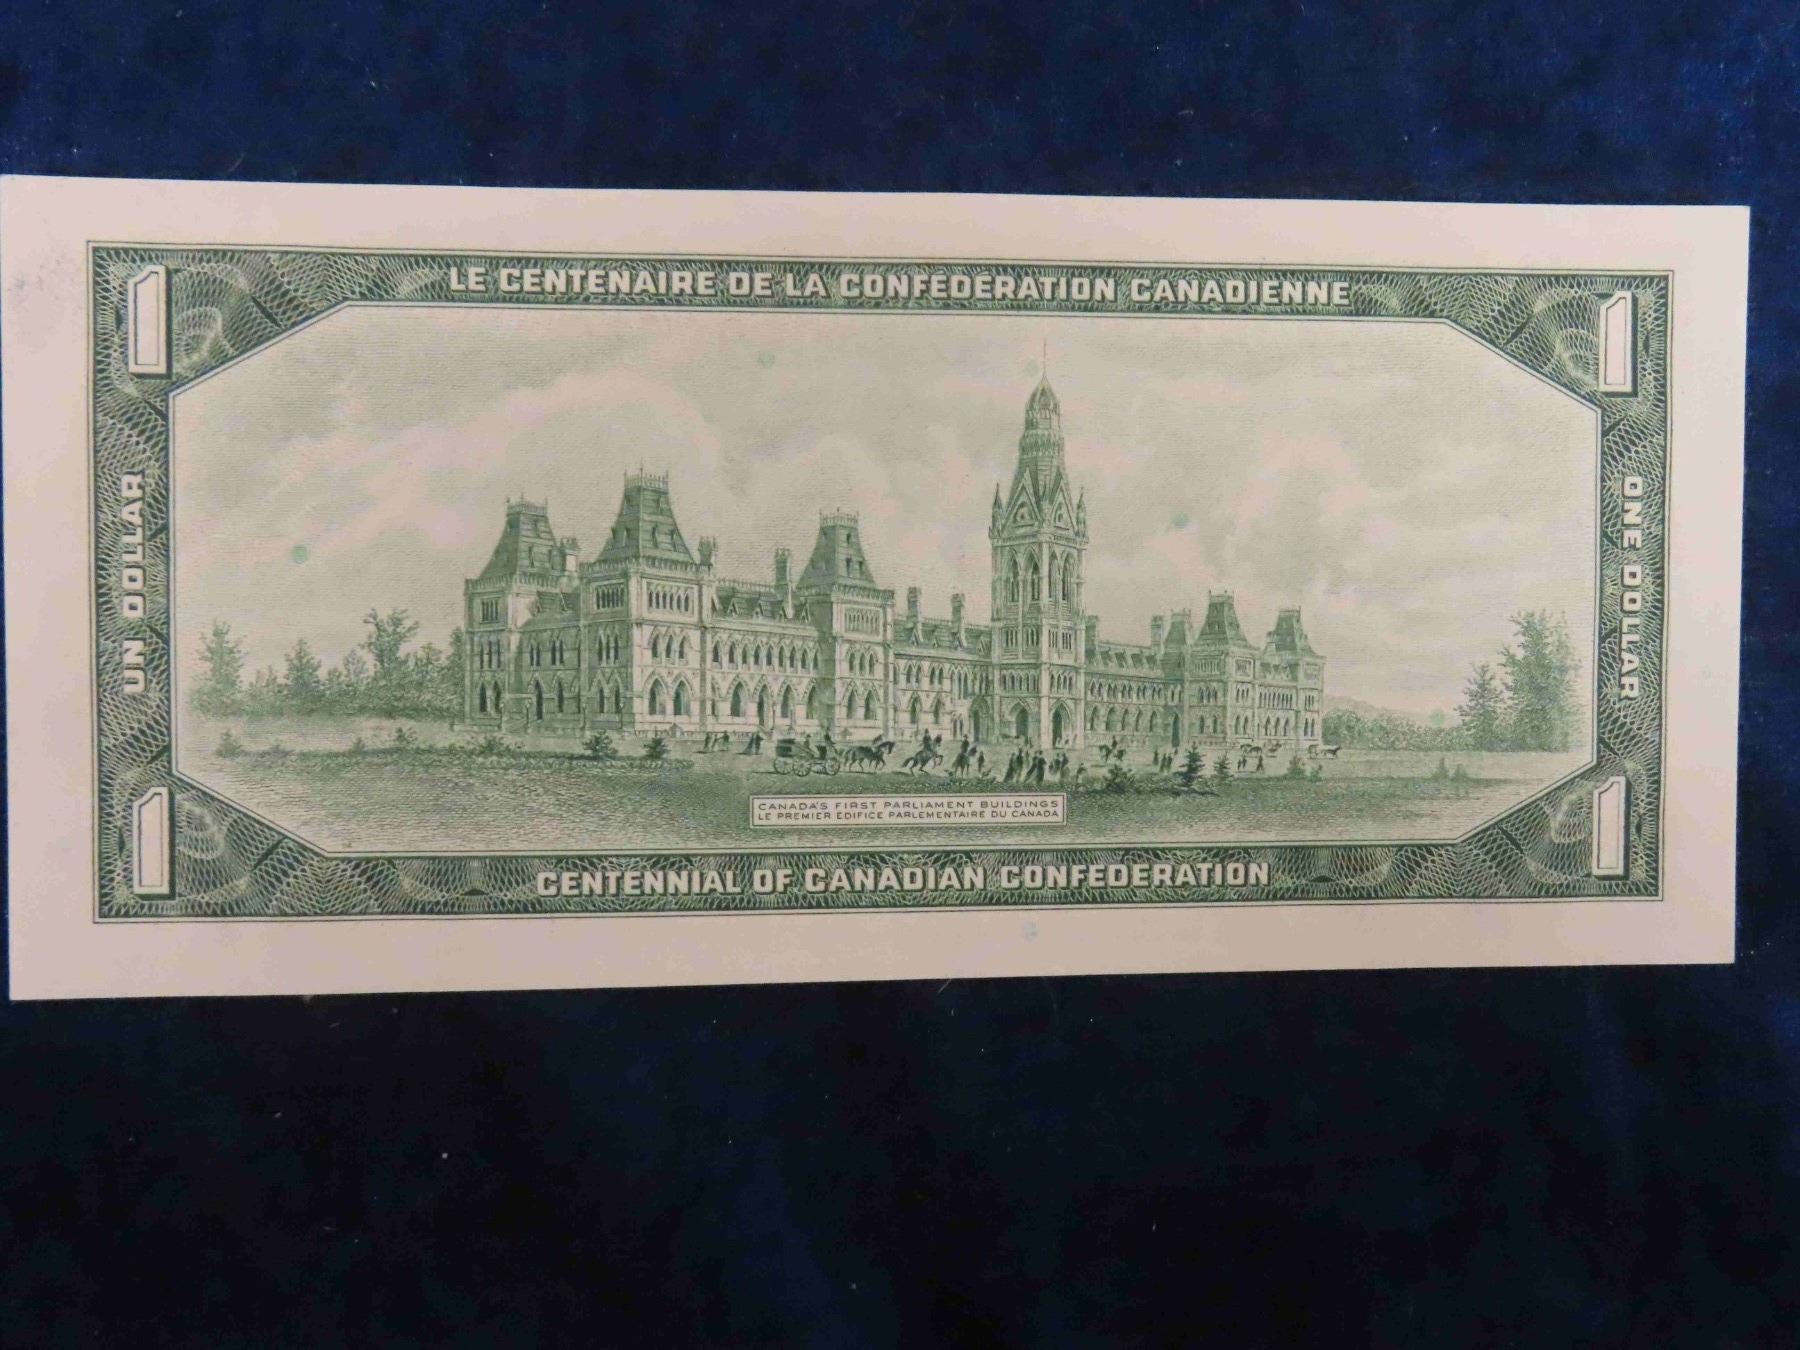 1
LE CENTENAIRE DE LA CONFÉDÉRATION CANADIENNE
1
UN DOLLAR
ONE DOLLAR
CANADA'S FIRST PARLIAMENT BUILDINGS
LE PREMIER EDIFICE PARLEMENTAIRE DU CANADA
1
CENTENNIAL OF CANADIAN CONFEDERATION
1